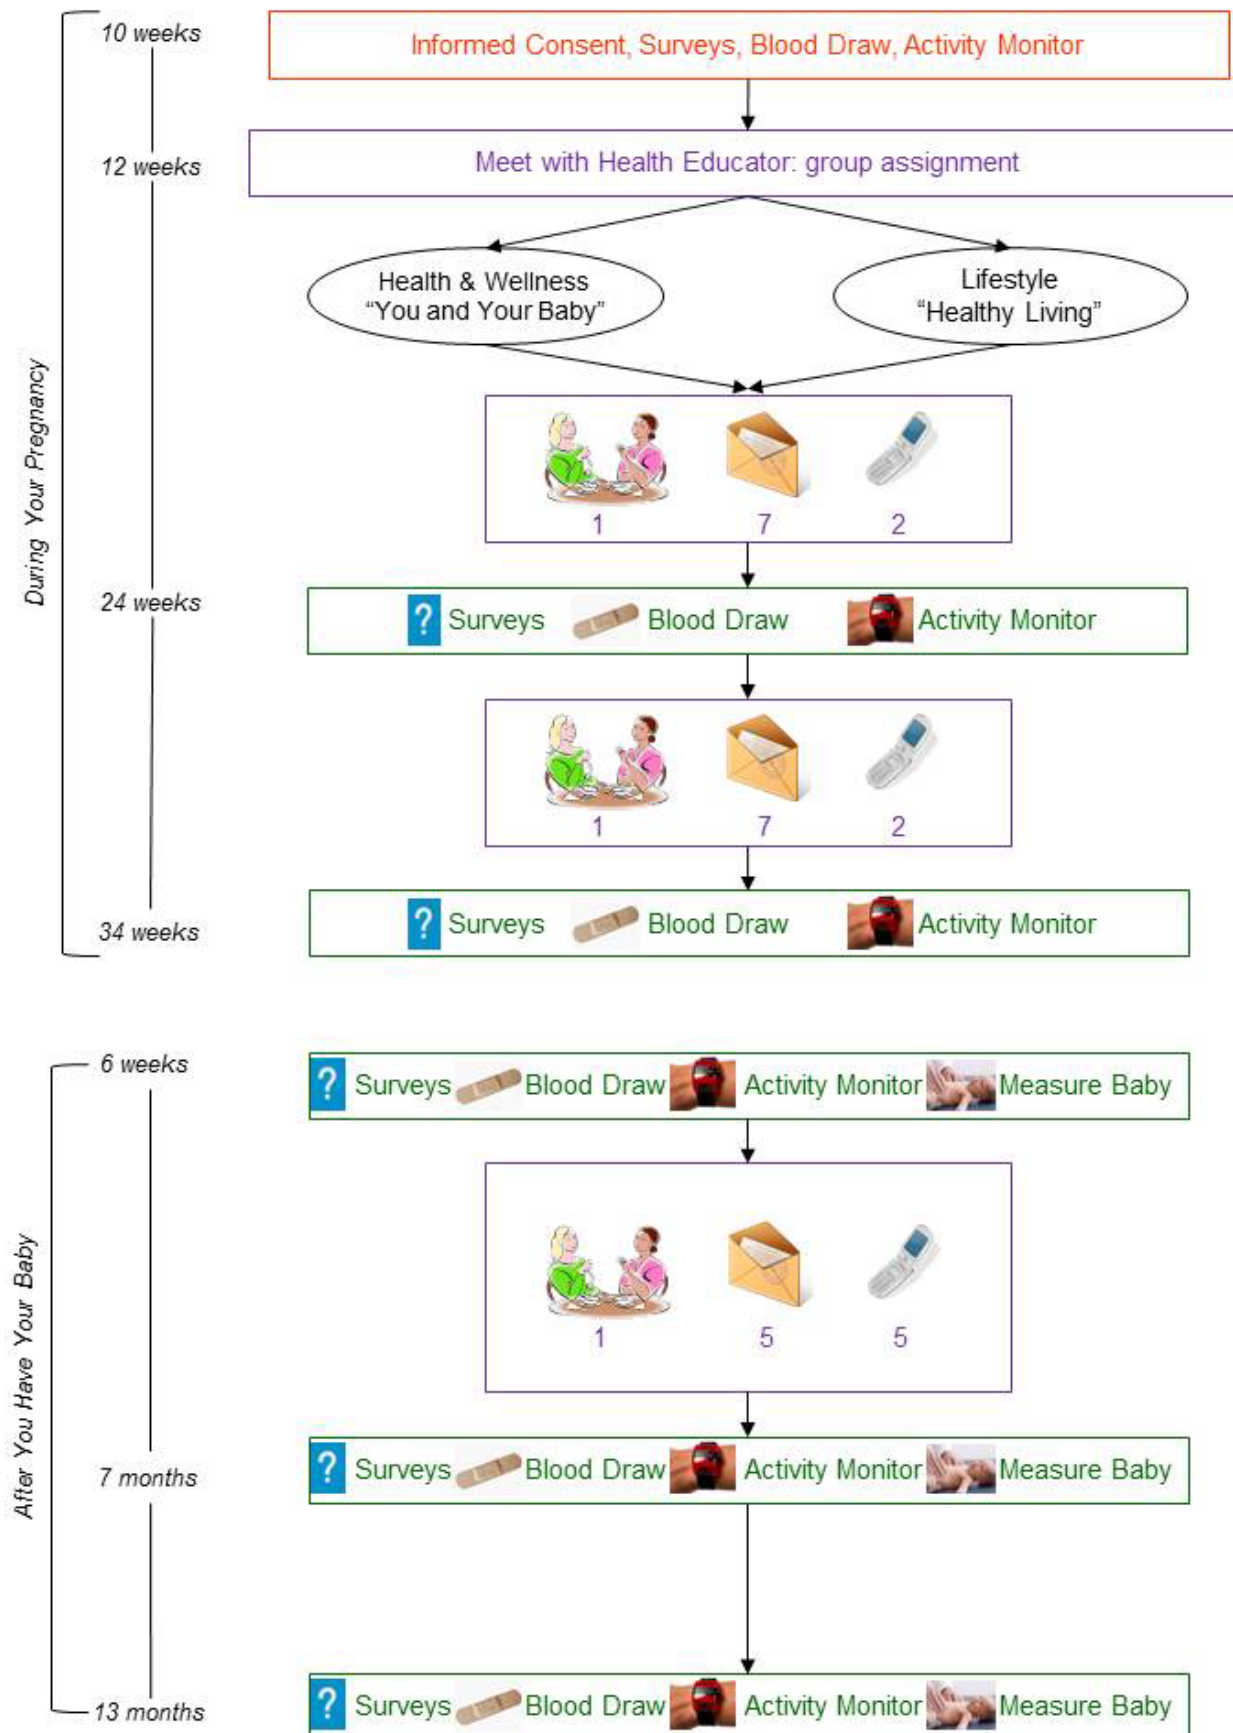 10 weeks
Informed Consent, Surveys, Blood Draw, Activity Monitor
12 weeks
Meet with Health Educator: group assignment
Health & Wellness
“You and Your Baby”
Lifestyle
“Healthy Living”
During Your Pregnancy
1 7 2
24 weeks
? Surveys Blood Draw Activity Monitor
1 7 2
34 weeks
? Surveys Blood Draw Activity Monitor
6 weeks
? Surveys Blood Draw Activity Monitor Measure Baby
After You Have Your Baby
1 5 5
7 months
? Surveys Blood Draw Activity Monitor Measure Baby
13 months
? Surveys Blood Draw Activity Monitor Measure Baby